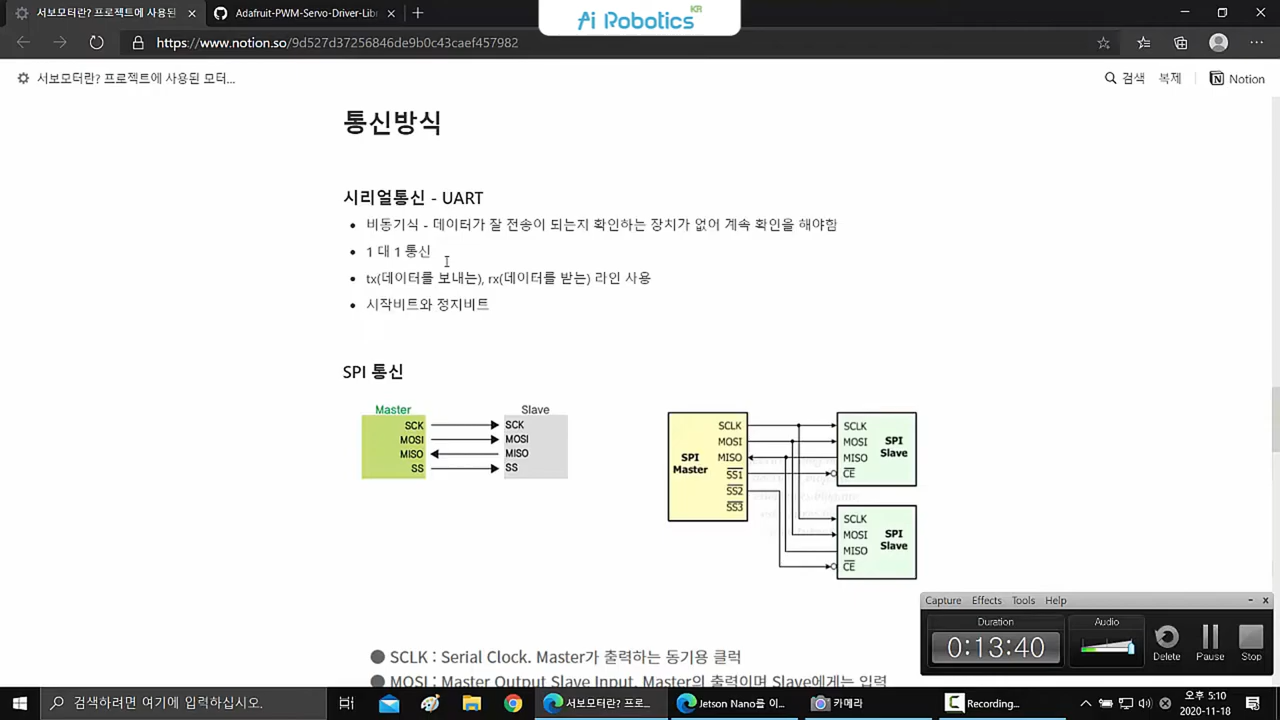 서보모터란? 프로젝트에 사용된
Adafruit-PWM-Servo-Driver-Libr
KR
Ai Robotics
https://www.notion.so/9d527d37256846de9b0c43caef457982
서보모터란? 프로젝트에 사용된 모터...
검색
복제
Notion
통신방식
시리얼통신 - UART
• 비동기식 - 데이터가 잘 전송이 되는지 확인하는 장치가 없어 계속 확인을 해야함
• 1 대 1 통신
• tx(데이터를 보내는), rx(데이터를 받는) 라인 사용
• 시작비트와 정지비트
SPI 통신
Master
Slave
SCK
MOSI
MISO
SS
SCK
MOSI
MISO
SS
SPI Master
SCLK
MOSI
MISO
SS1
SS2
SS3
SCLK
MOSI
MISO
CE
SPI Slave
SCLK
MOSI
MISO
CE
SPI Slave
● SCLK : Serial Clock. Master가 출력하는 동기용 클럭
● MOSI : Master Output Slave Input. Master의 출력이며 Slave에게는 입력
Capture Effects Tools Help
Duration
0:13:40
Audio
Delete
Pause
Stop
검색하려면 여기에 입력하십시오.
서보모터란? 프로...
Jetson Nano를 이...
카메라
Recording...
오후 5:10
2020-11-18